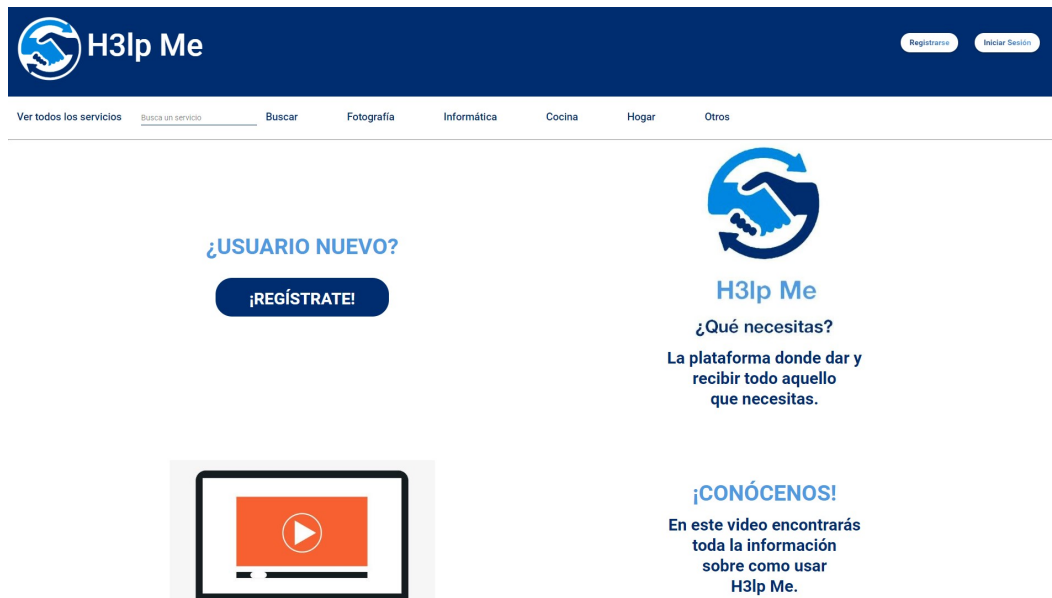 H3lp Me
Registrarse
Iniciar Sesión
Ver todos los servicios
Busca un servicio
Buscar
Fotografía
Informática
Cocina
Hogar
Otros
¿USUARIO NUEVO?
¡REGÍSTRATE!
H3lp Me
¿Qué necesitas?
La plataforma donde dar y
recibir todo aquello
que necesitas.
¡CONÓCENOS!
En este video encontrarás
toda la información
sobre como usar
H3lp Me.